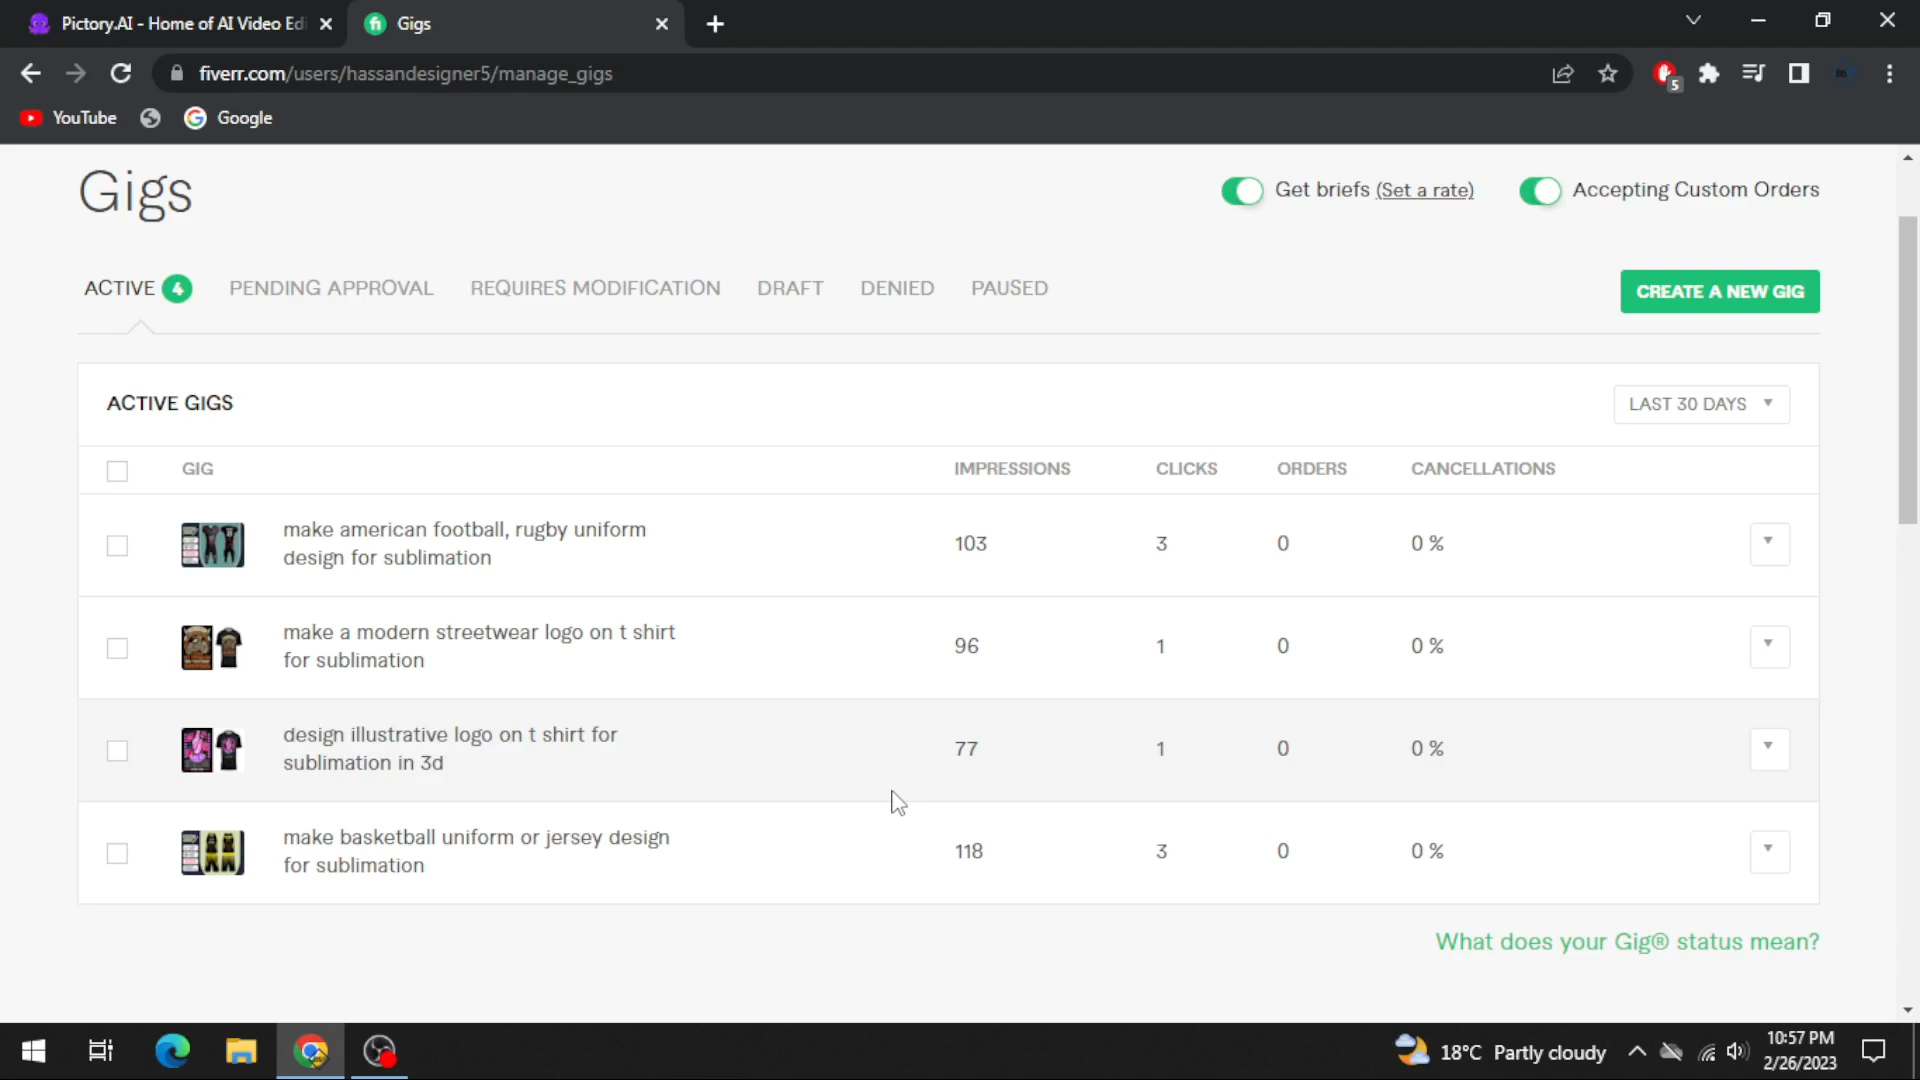 Pictory.AI - Home of AI Video Edi
Gigs
fiverr.com/users/hassandesigner5/manage_gigs
5
YouTube
Google
Gigs
Get briefs (Set a rate)
Accepting Custom Orders
ACTIVE 4
PENDING APPROVAL
REQUIRES MODIFICATION
DRAFT
DENIED
PAUSED
CREATE A NEW GIG
ACTIVE GIGS
LAST 30 DAYS
GIG IMPRESSIONS CLICKS ORDERS CANCELLATIONS
make american football, rugby uniform
design for sublimation
103 3 0 0 %
make a modern streetwear logo on t shirt
for sublimation
96 1 0 0 %
design illustrative logo on t shirt for
sublimation in 3d
77 1 0 0 %
make basketball uniform or jersey design
for sublimation
118 3 0 0 %
What does your Gig® status mean?
18°C Partly cloudy
10:57 PM
2/26/2023